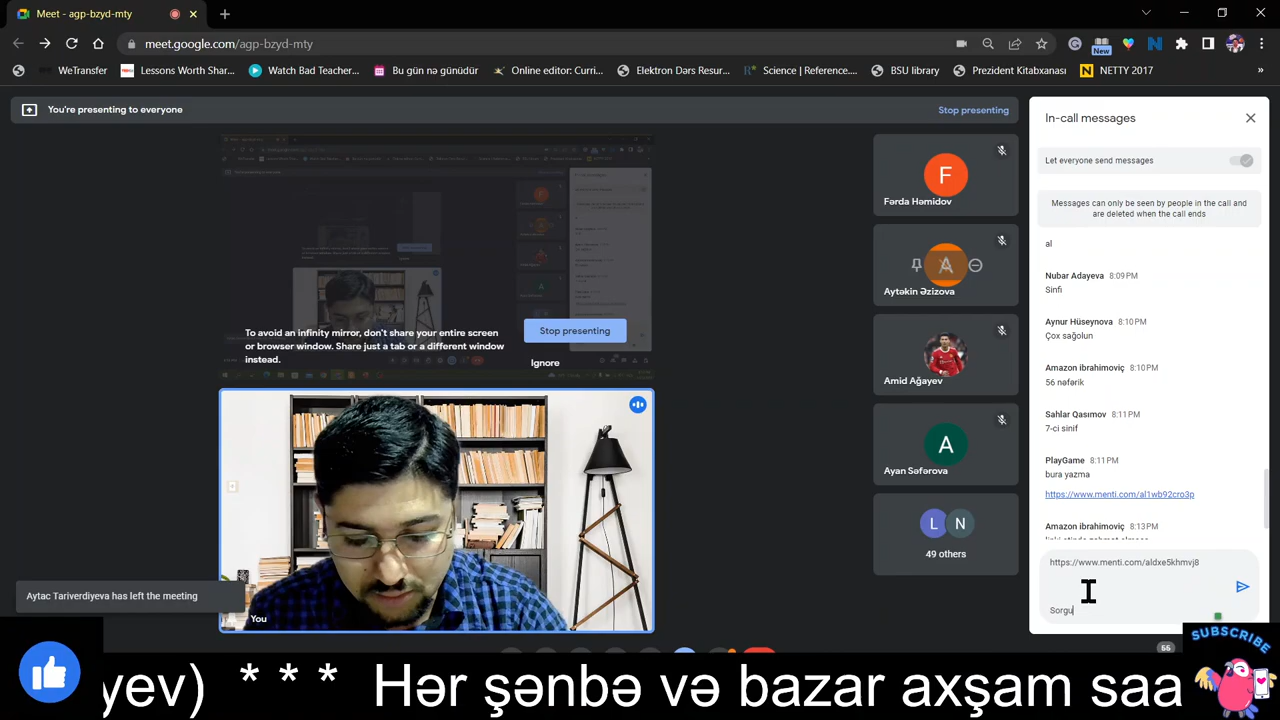 Meet - agp-bzyd-mty
meet.google.com/agp-bzyd-mty
New
WeTransfer
Lessons Worth Shar...
Watch Bad Teacher...
Bu gün nə günüdür
Online editor: Curri...
Elektron Dərs Resur...
Science | Reference....
BSU library
Prezident Kitabxanası
NETTY 2017
»
You're presenting to everyone
Stop presenting
To avoid an infinity mirror, don't share your entire screen
or browser window. Share just a tab or a different window
instead.
Stop presenting
Ignore
F
Fərda Həmidov
A
Aytəkin Əzizova
Amid Ağayev
A
Ayan Səfərova
L N
49 others
In-call messages
Let everyone send messages
Messages can only be seen by people in the call and
are deleted when the call ends
al
Nubar Adayeva 8:09 PM
Sinfi
Aynur Hüseynova 8:10 PM
Çox sağolun
Amazon ibrahimoviç 8:10 PM
56 nəfərik
Sahlar Qasımov 8:11 PM
7-ci sinif
PlayGame 8:11 PM
bura yazma
https://www.menti.com/al1wb92cro3p
Amazon ibrahimoviç 8:13 PM
https://www.menti.com/aldxe5khmvj8
Sorgu
Aytac Tariverdiyeva has left the meeting
You
55
SUBSCRIBE
yev) * * * Hər şənbə və bazar axşam saa